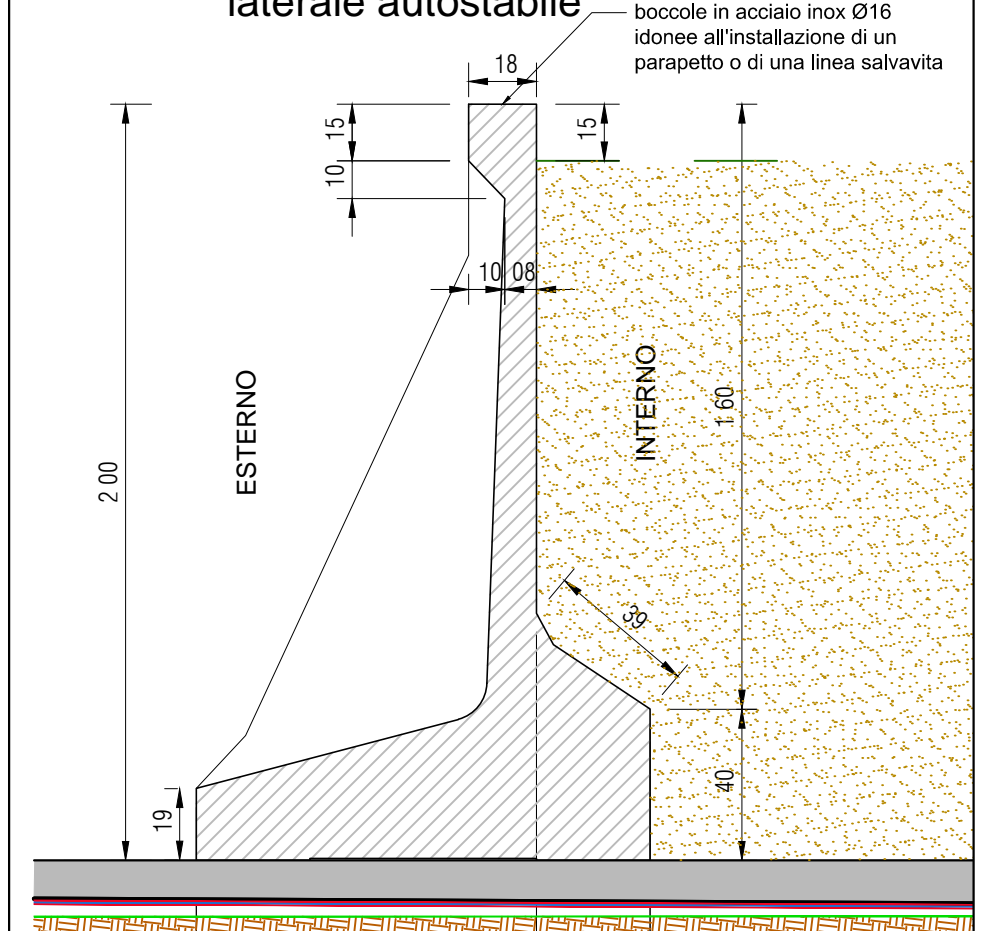 laterale autostabile
boccole in acciaio inox Ø16
idonee all'installazione di un
parapetto o di una linea salvavita
18
15
15
10
10
08
ESTERNO
INTERNO
2 00
1 60
39
19
40